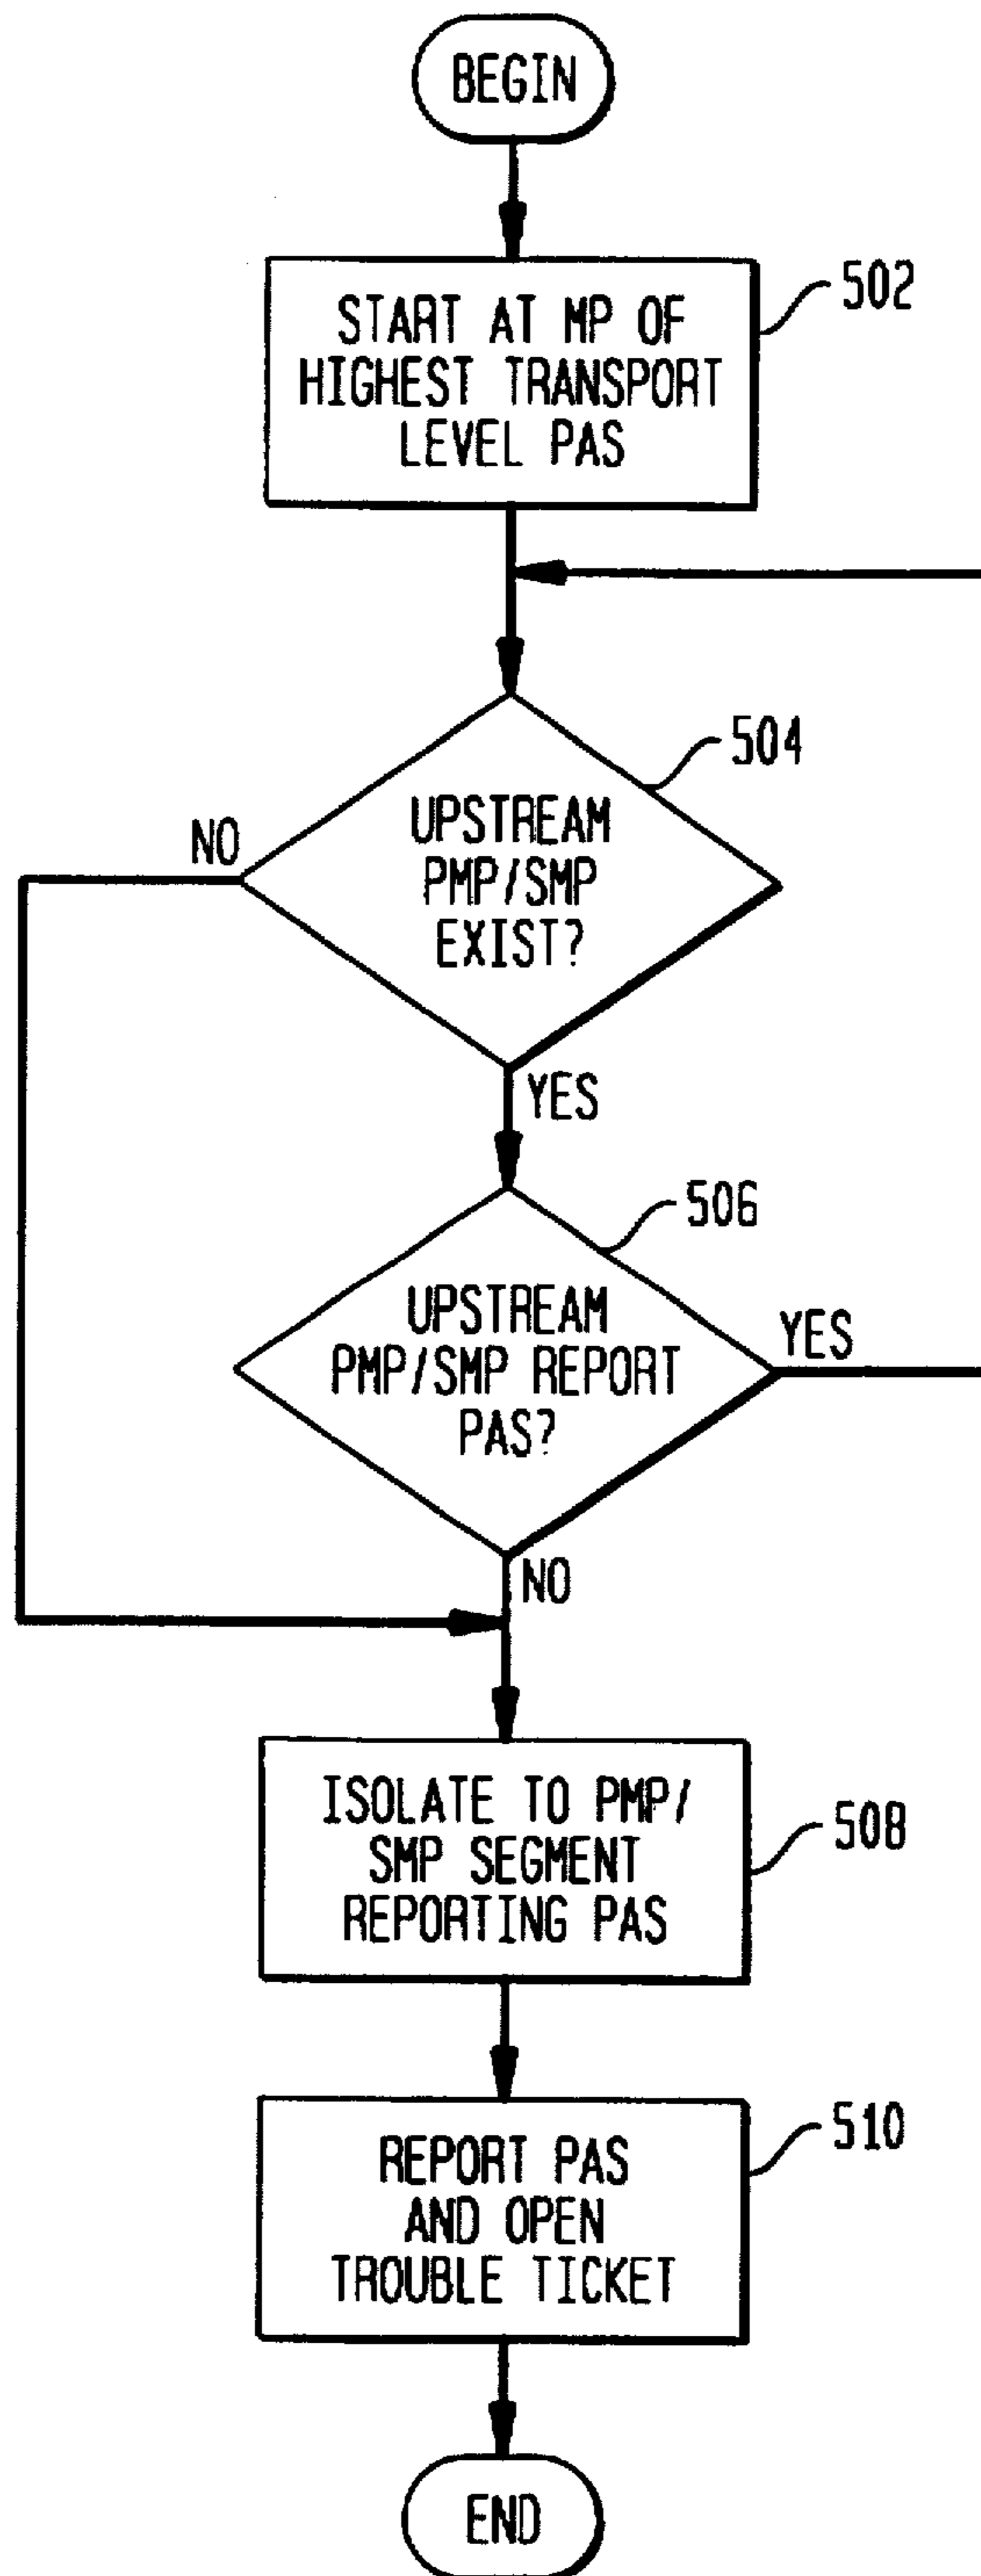 BEGIN
502
START AT MP OF
HIGHEST TRANSPORT
LEVEL PAS
504
UPSTREAM
PMP/SMP
EXIST?
NO
YES
506
UPSTREAM
PMP/SMP REPORT
PAS?
YES
NO
508
ISOLATE TO PMP/
SMP SEGMENT
REPORTING PAS
510
REPORT PAS
AND OPEN
TROUBLE TICKET
END